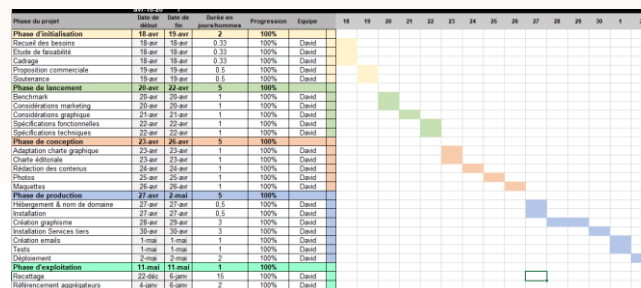 avr-18-20 1
Phase du projet Date de début Date de fin Durée en jours/hommes Progression Equipe 18 19 20 21 22 23 24 25 26 27 28 29 30 1
Phase d'initialisation 18-avr 19-avr 2 100%
Recueil des besoins 18-avr 18-avr 0.33 100% David
Etude de faisabilité 18-avr 18-avr 0.33 100% David
Cadrage 18-avr 18-avr 0.33 100% David
Proposition commerciale 19-avr 19-avr 0.5 100% David
Soutenance 19-avr 19-avr 0.5 100% David
Phase de lancement 20-avr 22-avr 5 100%
Benchmark 20-avr 20-avr 1 100% David
Considérations marketing 20-avr 20-avr 1 100% David
Considérations graphique 21-avr 21-avr 1 100% David
Spécifications fonctionnelles 22-avr 22-avr 1 100% David
Spécifications techniques 22-avr 22-avr 1 100% David
Phase de conception 23-avr 26-avr 5 100%
Adaptation charte graphique 23-avr 23-avr 1 100% David
Charte éditoriale 23-avr 23-avr 1 100% David
Rédaction des contenus 24-avr 24-avr 1 100% David
Photos 25-avr 25-avr 1 100% David
Maquettes 26-avr 26-avr 1 100% David
Phase de production 27-avr 2-mai 5 100%
Hébergement & nom de domaine 27-avr 27-avr 0,5 100% David
Installation 27-avr 27-avr 0,5 100% David
Création graphisme 28-avr 29-avr 3 100% David
Installation Services tiers 30-avr 30-avr 3 100% David
Création emails 1-mai 1-mai 1 100% David
Tests 1-mai 1-mai 1 100% David
Déploiement 2-mai 2-mai 2 100% David
Phase d'exploitation 11-mai 11-mai 1 100%
Recettage 22-déc 6-janv 15 100% David
Référencement aggrégateurs 4-janv 6-janv 2 100% David